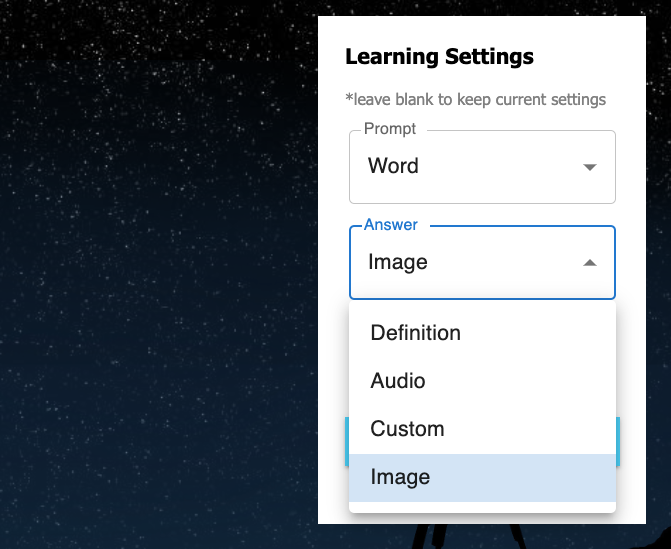 Learning Settings
*leave blank to keep current settings
Prompt
Word
Answer
Image
Definition
Audio
Custom
Image